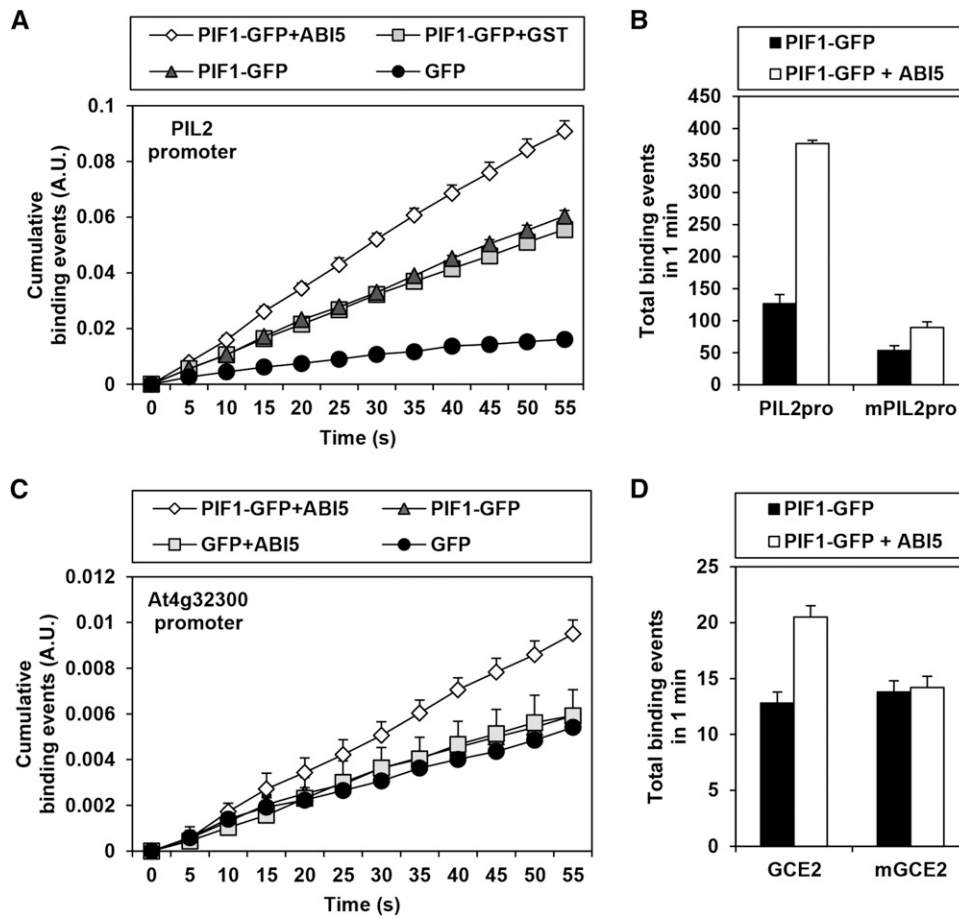 A
PIF1-GFP+ABI5 PIF1-GFP+GST
PIF1-GFP GFP
0.1
0.08
0.06
0.04
0.02
0
Cumulative
binding events (A.U.)
PIL2
promoter
0 5 10 15 20 25 30 35 40 45 50 55
Time (s)
B
PIF1-GFP
PIF1-GFP + ABI5
450
400
350
300
250
200
150
100
50
0
Total binding events
in 1 min
PIL2pro mPIL2pro
C
PIF1-GFP+ABI5 PIF1-GFP
GFP+ABI5 GFP
0.012
0.01
0.008
0.006
0.004
0.002
0
Cumulative
binding events (A.U.)
At4g32300
promoter
0 5 10 15 20 25 30 35 40 45 50 55
Time (s)
D
PIF1-GFP
PIF1-GFP + ABI5
25
20
15
10
5
0
Total binding events
in 1 min
GCE2 mGCE2